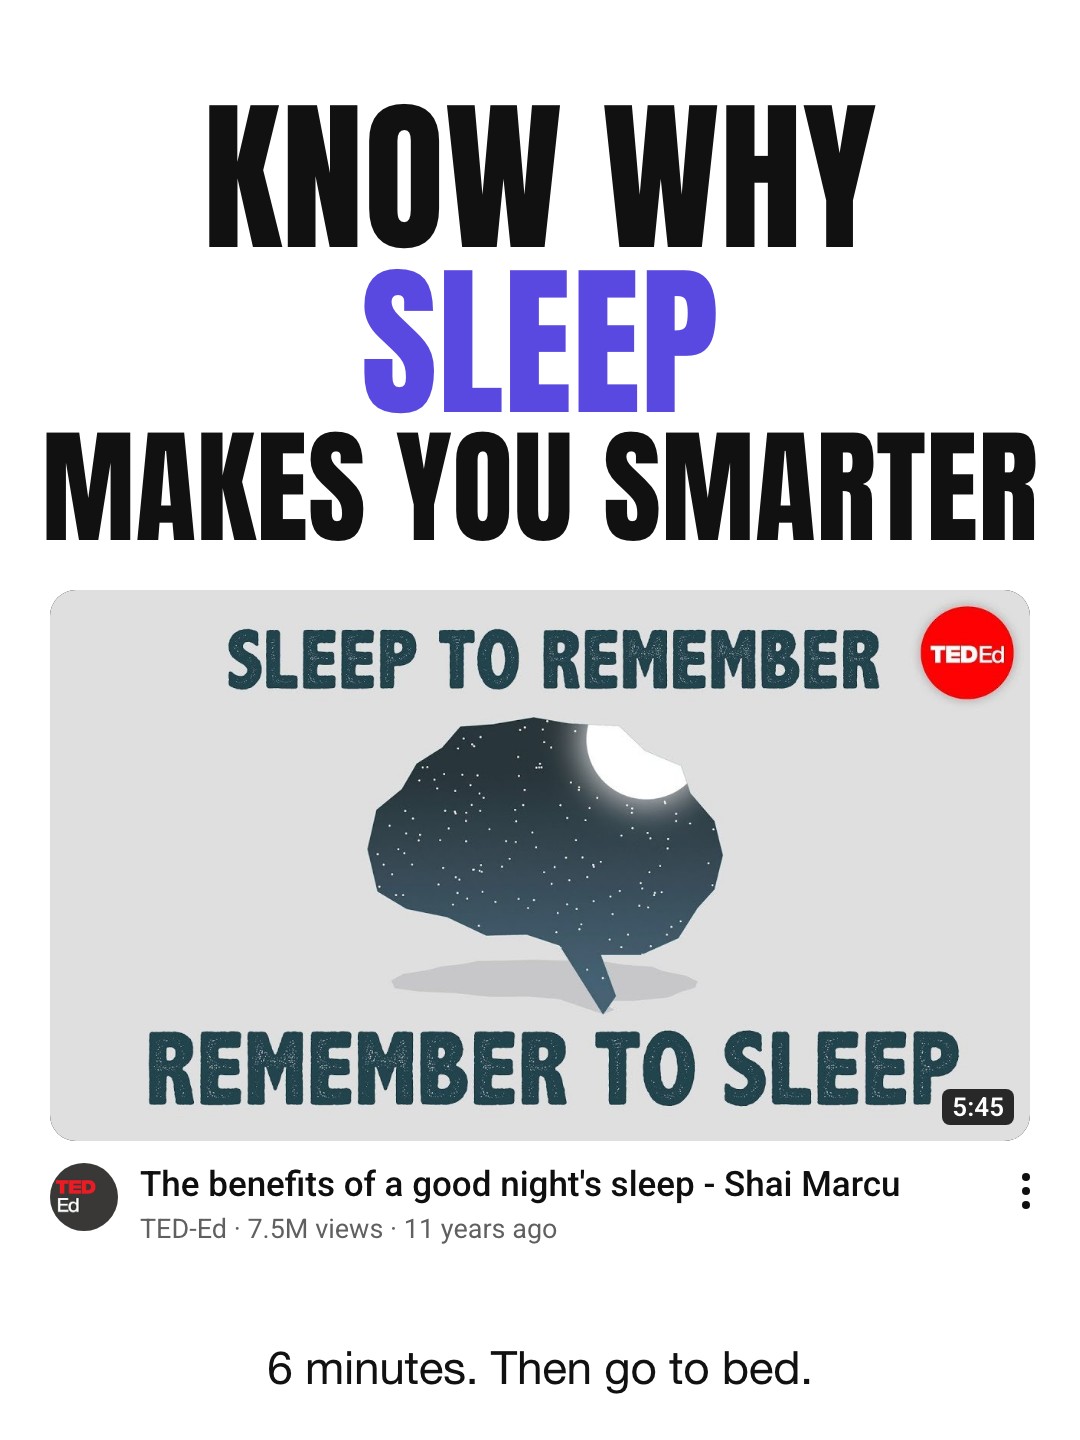 KNOW WHY
SLEEP
MAKES YOU SMARTER
SLEEP TO REMEMBER
TEDEd
REMEMBER TO SLEEP
5:45
TED
Ed
The benefits of a good night's sleep - Shai Marcu
TED-Ed · 7.5M views · 11 years ago
6 minutes. Then go to bed.